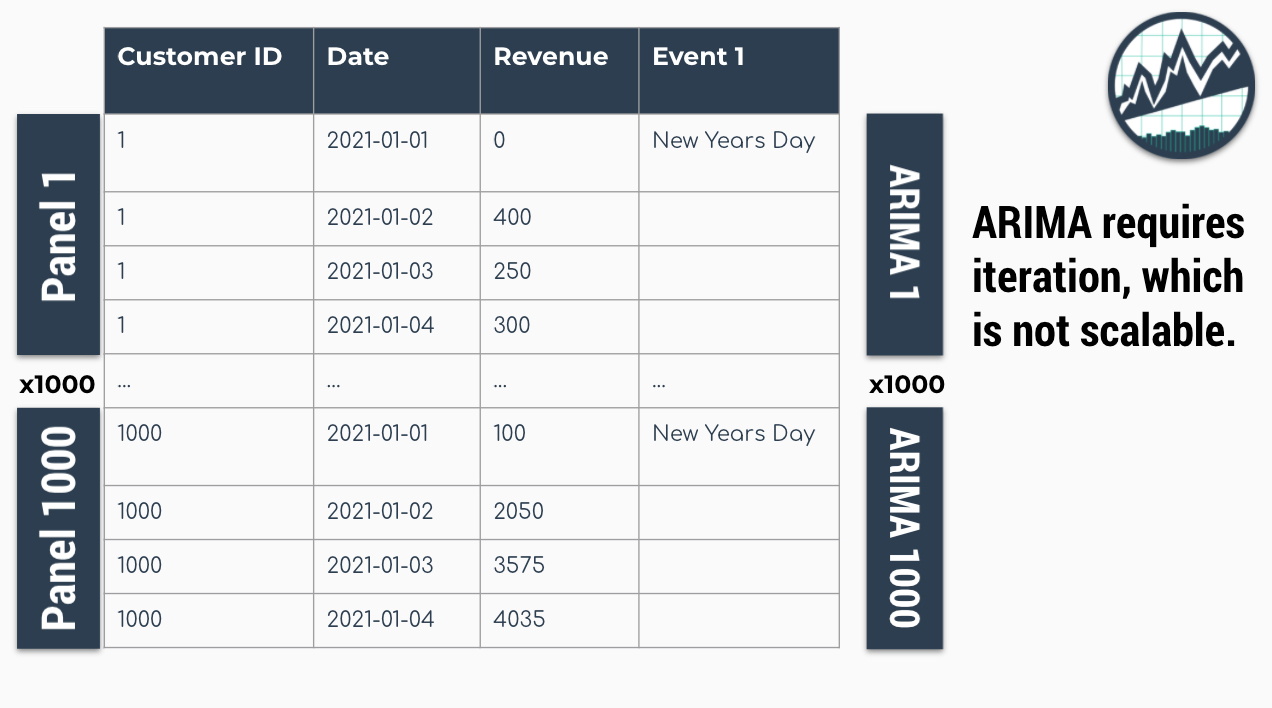 Customer ID Date Revenue Event 1
Panel 1
1 2021-01-01 0 New Years Day
1 2021-01-02 400
1 2021-01-03 250
1 2021-01-04 300
ARIMA 1
ARIMA requires
iteration, which
is not scalable.
x1000 ... ... ... ... x1000
Panel 1000
1000 2021-01-01 100 New Years Day
1000 2021-01-02 2050
1000 2021-01-03 3575
1000 2021-01-04 4035
ARIMA 1000